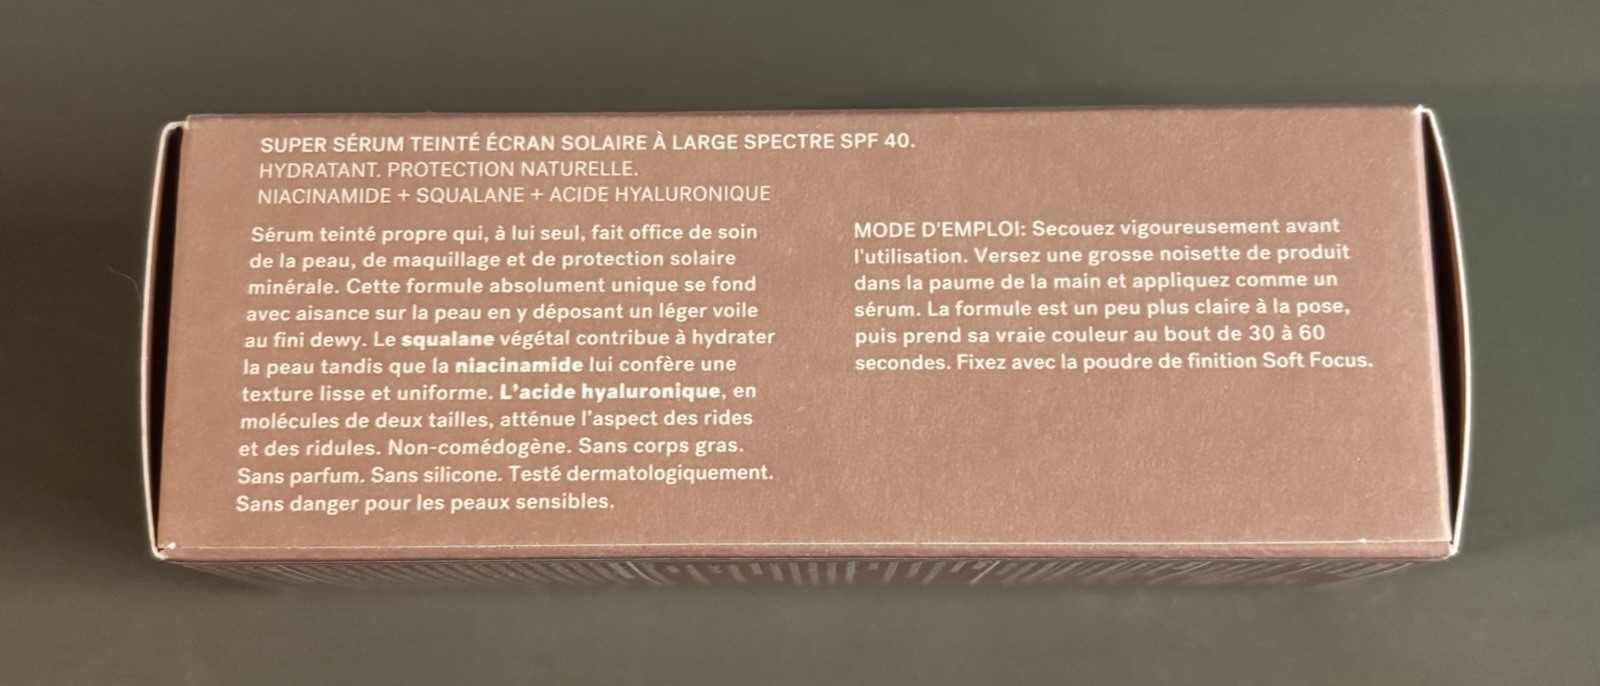 SUPER SÉRUM TEINTÉ ÉCRAN SOLAIRE À LARGE SPECTRE SPF 40.
HYDRATANT. PROTECTION NATURELLE.
NIACINAMIDE + SQUALANE + ACIDE HYALURONIQUE
Sérum teinté propre qui, à lui seul, fait office de soin
de la peau, de maquillage et de protection solaire
minérale. Cette formule absolument unique se fond
avec aisance sur la peau en y déposant un léger voile
au fini dewy. Le squalane végétal contribue à hydrater
la peau tandis que la niacinamide lui confère une
texture lisse et uniforme. L'acide hyaluronique, en
molécules de deux tailles, atténue l'aspect des rides
et des ridules. Non-comédogène. Sans corps gras.
Sans parfum. Sans silicone. Testé dermatologiquement.
Sans danger pour les peaux sensibles.
MODE D'EMPLOI: Secouez vigoureusement avant
l'utilisation. Versez une grosse noisette de produit
dans la paume de la main et appliquez comme un
sérum. La formule est un peu plus claire à la pose,
puis prend sa vraie couleur au bout de 30 à 60
secondes. Fixez avec la poudre de finition Soft Focus.